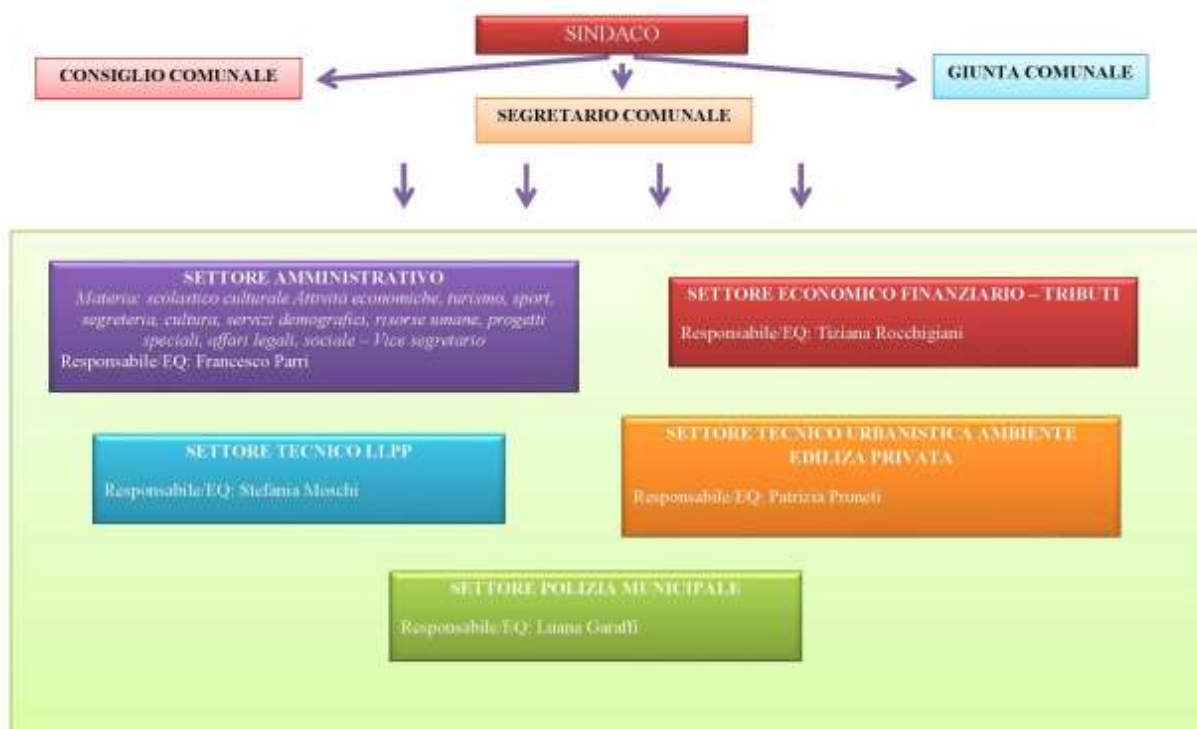 SINDACO
CONSIGLIO COMUNALE
GIUNTA COMUNALE
SEGRETARIO COMUNALE
SETTORE AMMINISTRATIVO
Materia: scolastico culturale Attività economiche, turismo, sport,
segreteria, cultura, servizi demografici, risorse umane, progetti
speciali, affari legali, sociale – Vice segretario
Responsabile/EQ: Francesco Parri
SETTORE ECONOMICO FINANZIARIO – TRIBUTI
Responsabile/EQ: Tiziana Rocchigiani
SETTORE TECNICO LLPP
Responsabile/EQ: Stefania Moschi
SETTORE TECNICO URBANISTICA AMBIENTE
EDILIZA PRIVATA
Responsabile/EQ: Patrizia Pruneti
SETTORE POLIZIA MUNICIPALE
Responsabile/EQ: Luana Garaffi